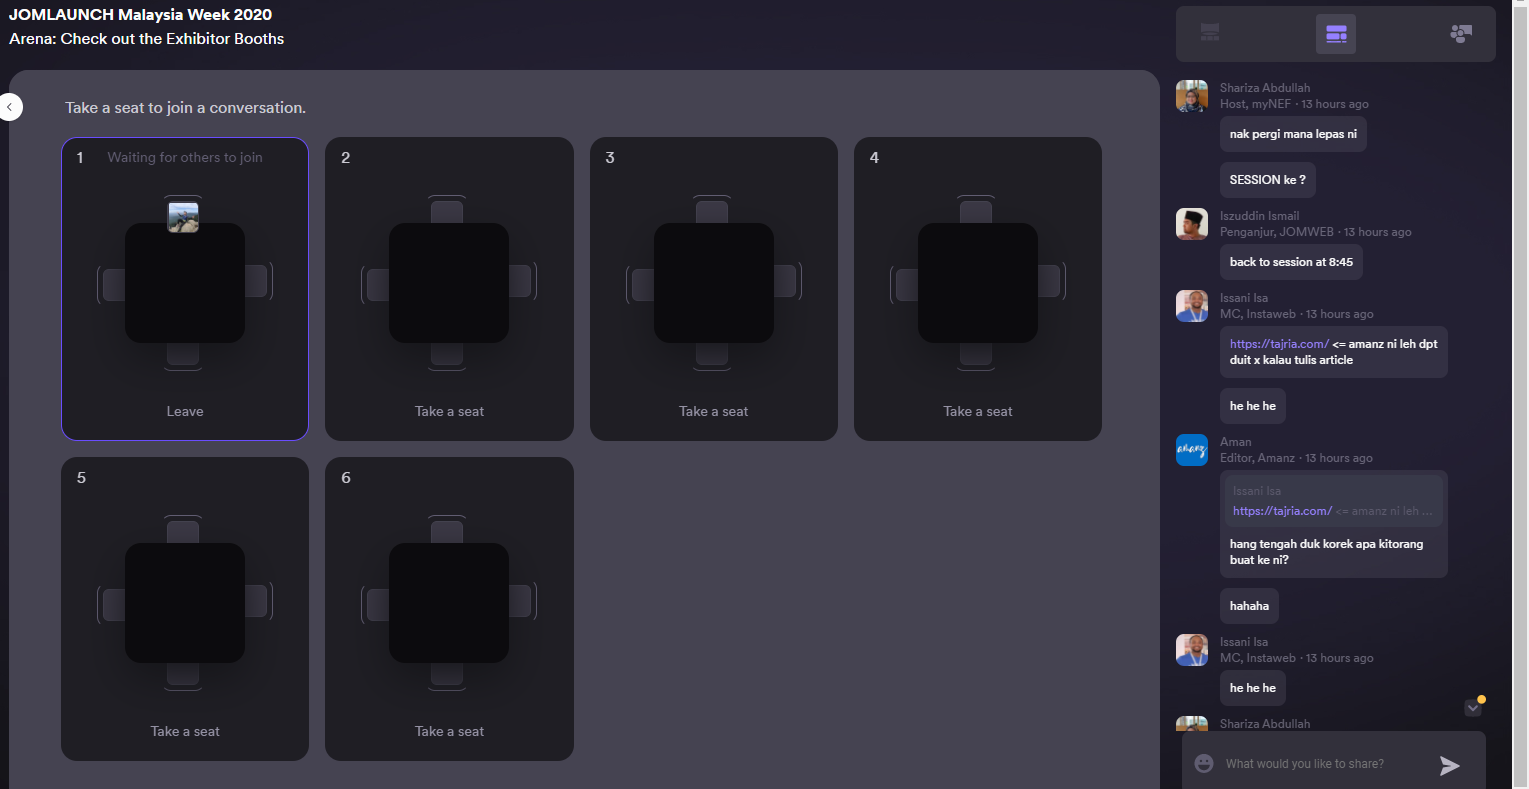 JOMLAUNCH Malaysia Week 2020
Arena: Check out the Exhibitor Booths
Take a seat to join a conversation.
1 Waiting for others to join
Leave
2
Take a seat
3
Take a seat
4
Take a seat
5
Take a seat
6
Take a seat
Shariza Abdullah
Host, myNEF · 13 hours ago
nak pergi mana lepas ni
SESSION ke ?
Iszuddin Ismail
Penganjur, JOMWEB · 13 hours ago
back to session at 8:45
Issani Isa
MC, Instaweb · 13 hours ago
https://tajria.com/ <= amanz ni leh dpt
duit x kalau tulis article
he he he
amanz
Aman
Editor, Amanz · 13 hours ago
Issani Isa
https://tajria.com/ <= amanz ni leh ...
hang tengah duk korek apa kitorang
buat ke ni?
hahaha
Issani Isa
MC, Instaweb · 13 hours ago
he he he
Shariza Abdullah
What would you like to share?